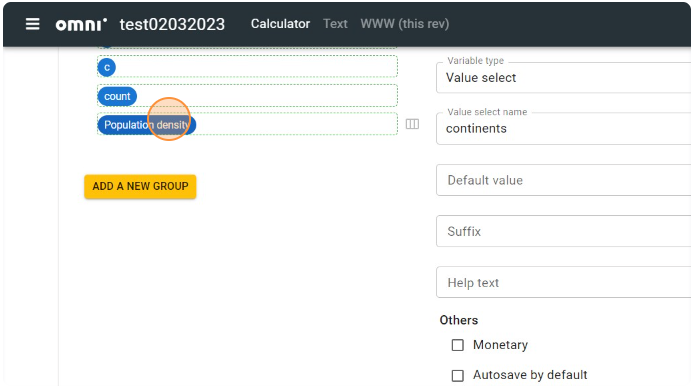 omni test02032023 Calculator Text WWW (this rev)
c
count
Population density
ADD A NEW GROUP
Variable type
Value select
Value select name
continents
Default value
Suffix
Help text
Others
Monetary
Autosave by default